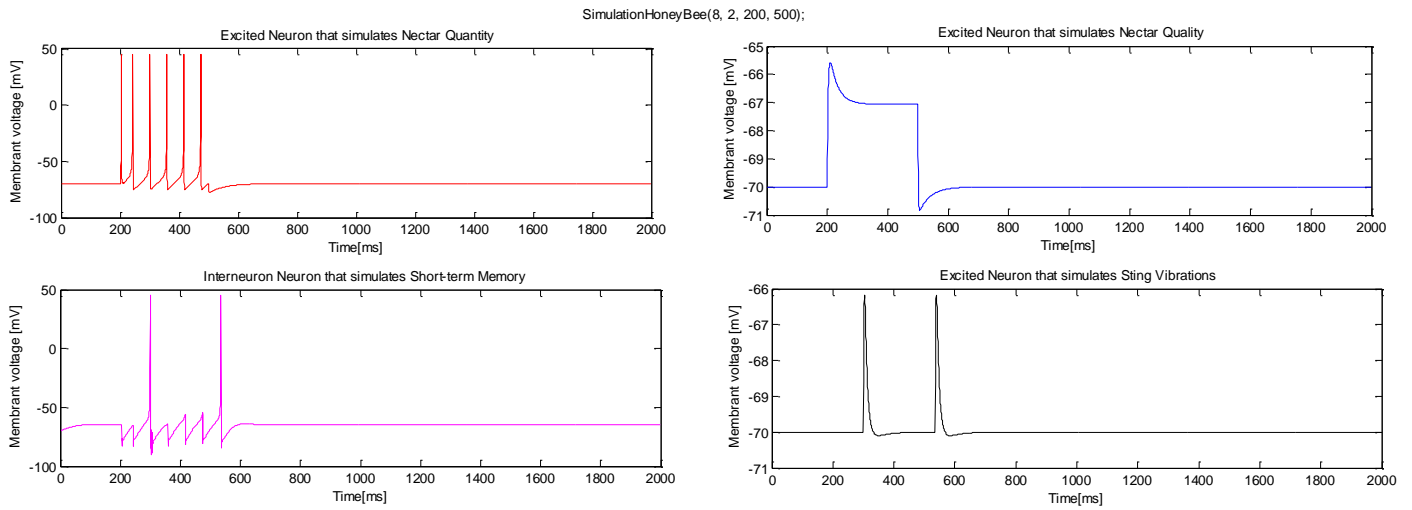 SimulationHoneyBee(8, 2, 200, 500);
Excited Neuron that simulates Nectar Quantity
50
0
-50
-100
Membrant voltage [mV]
0 200 400 600 800 1000 1200 1400 1600 1800 2000
Time[ms]
Excited Neuron that simulates Nectar Quality
-65
-66
-67
-68
-69
-70
-71
Membrant voltage [mV]
0 200 400 600 800 1000 1200 1400 1600 1800 2000
Time[ms]
Interneuron Neuron that simulates Short-term Memory
50
0
-50
-100
Membrant voltage [mV]
0 200 400 600 800 1000 1200 1400 1600 1800 2000
Time[ms]
Excited Neuron that simulates Sting Vibrations
-66
-67
-68
-69
-70
-71
Membrant voltage [mV]
0 200 400 600 800 1000 1200 1400 1600 1800 2000
Time[ms]